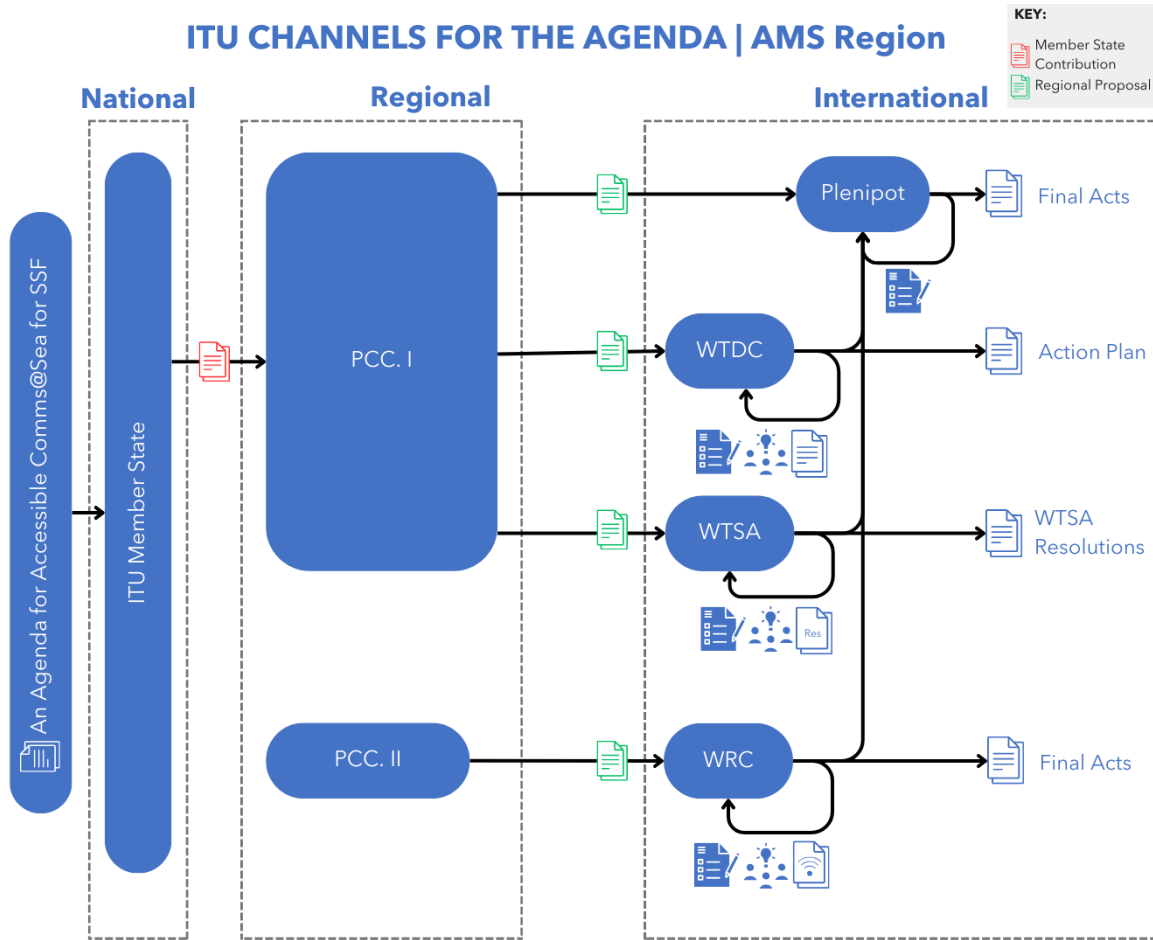 ITU CHANNELS FOR THE AGENDA | AMS Region
KEY:
Member State
Contribution
Regional Proposal
National
Regional
International
An Agenda for Accessible Comms@Sea for SSF
ITU Member State
PCC. I
PCC. II
Plenipot
Final Acts
WTDC
Action Plan
WTSA
WTSA
Resolutions
Res
WRC
Final Acts